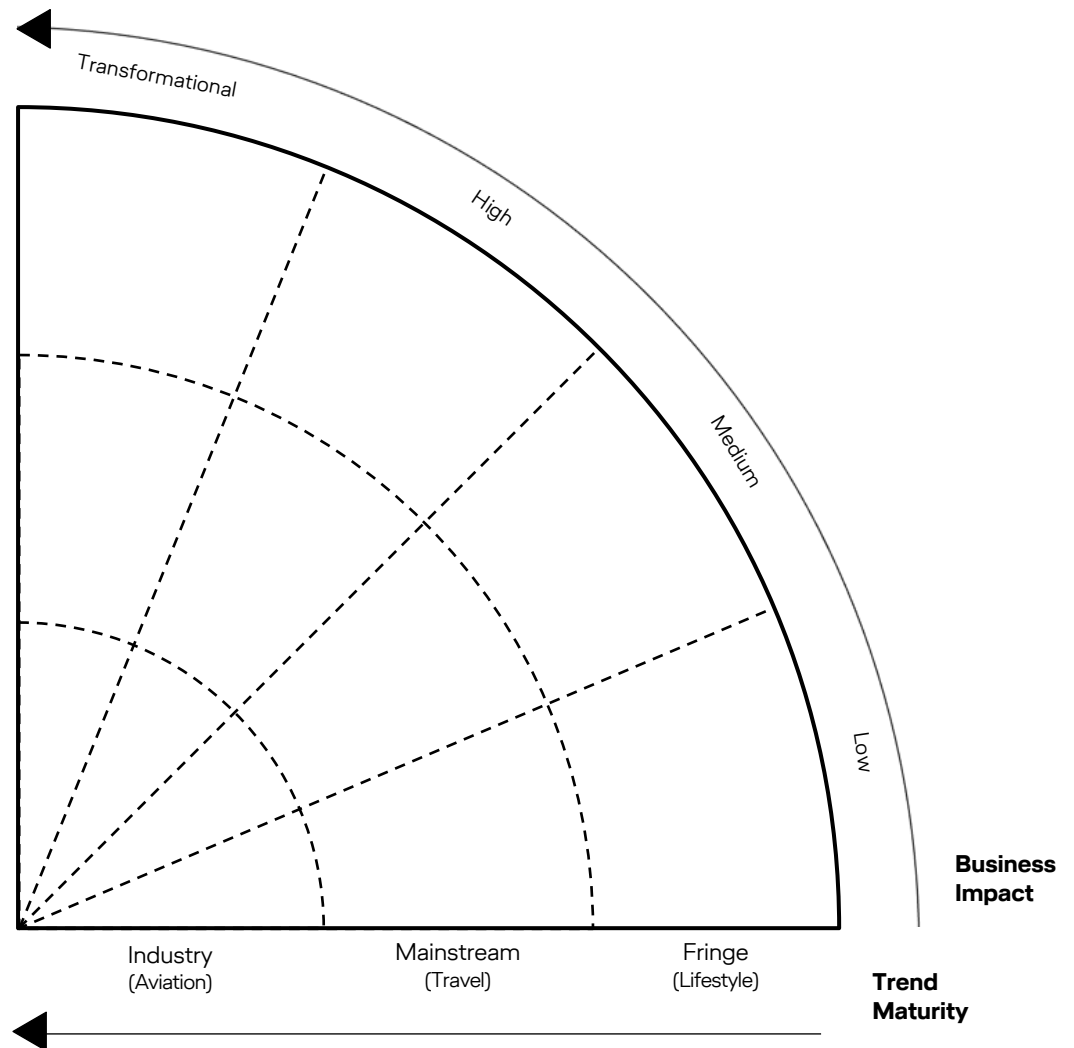 Transformational
High
Medium
Low
Business
Impact
Industry
(Aviation)
Mainstream
(Travel)
Fringe
(Lifestyle)
Trend
Maturity